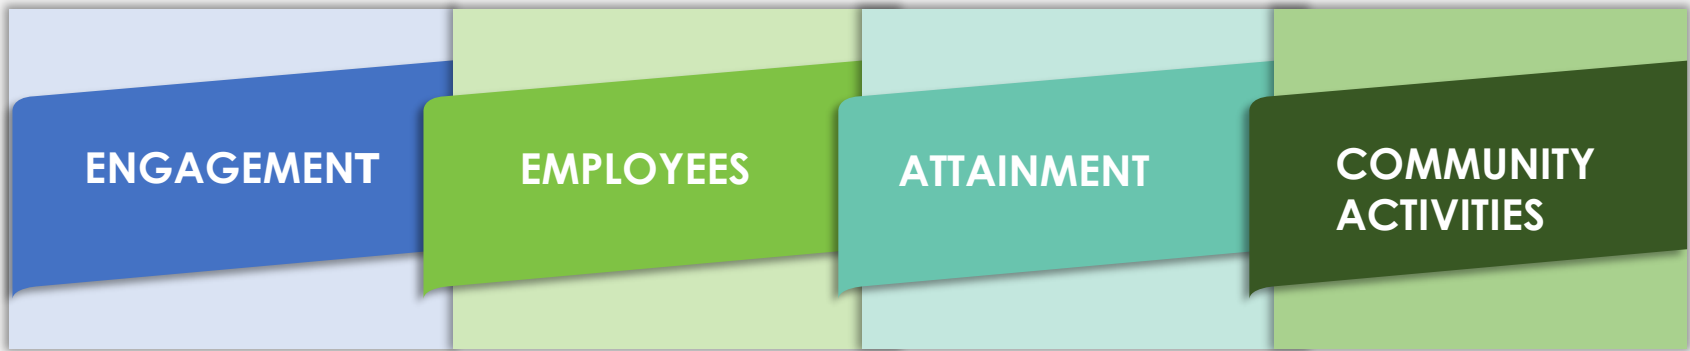 ENGAGEMENT
EMPLOYEES
ATTAINMENT
COMMUNITY
ACTIVITIES